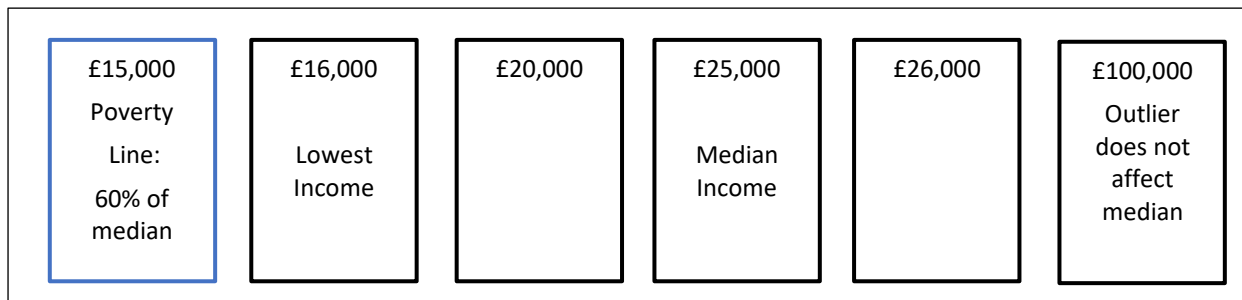 £15,000
Poverty
Line:
60% of
median
£16,000
Lowest
Income
£20,000
£25,000
Median
Income
£26,000
£100,000
Outlier
does not
affect
median